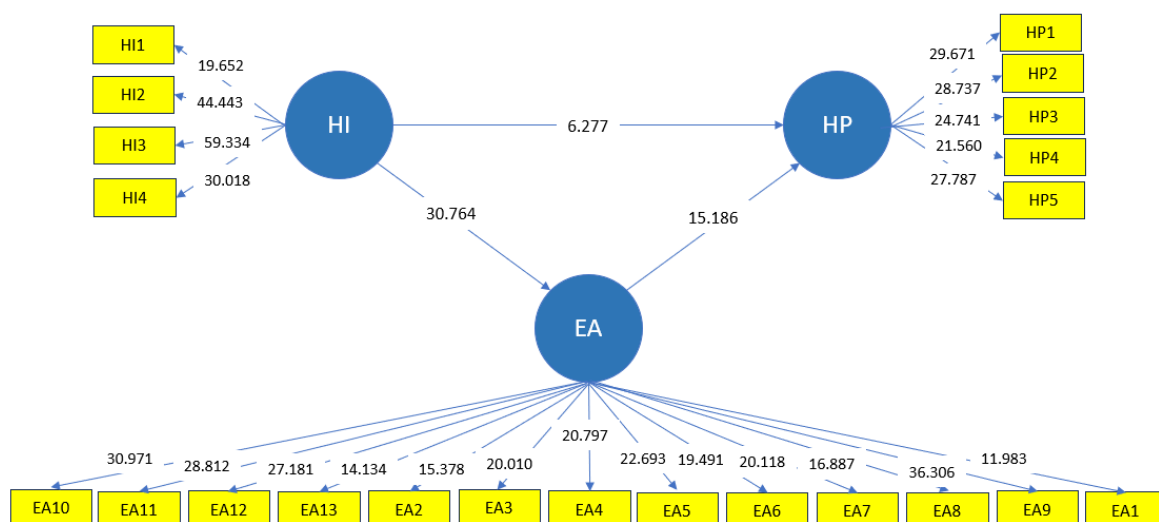 HI1
HI2
HI3
HI4
19.652
44.443
59.334
30.018
HI
6.277
HP
29.671
28.737
24.741
21.560
27.787
HP1
HP2
HP3
HP4
HP5
30.764
15.186
EA
30.971
28.812
27.181
14.134
15.378
20.010
20.797
22.693
19.491
20.118
16.887
36.306
11.983
EA10
EA11
EA12
EA13
EA2
EA3
EA4
EA5
EA6
EA7
EA8
EA9
EA1